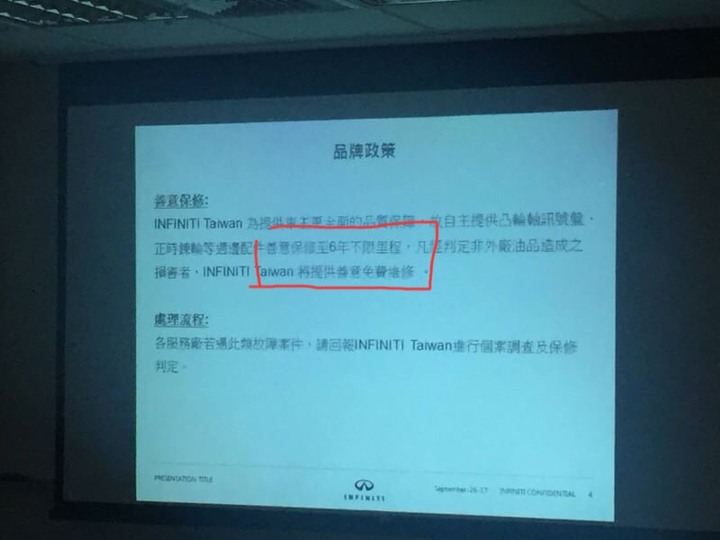 品牌政策
善意保修:
INFINITI Taiwan 為提供車主更全面的品質保障，故自主提供凸輪軸訊號盤、
正時鍊輪等週邊配件善意保修至6年不限里程，凡經判定非外廠油品造成之
損害者，INFINITI Taiwan 將提供善意免費維修。
處理流程:
各服務廠若遇此類故障案件，請回報INFINITI Taiwan進行個案調查及保修
判定。
PRESENTATION TITLE
INFINITI
September-26-17 INFINITI CONFIDENTIAL 4